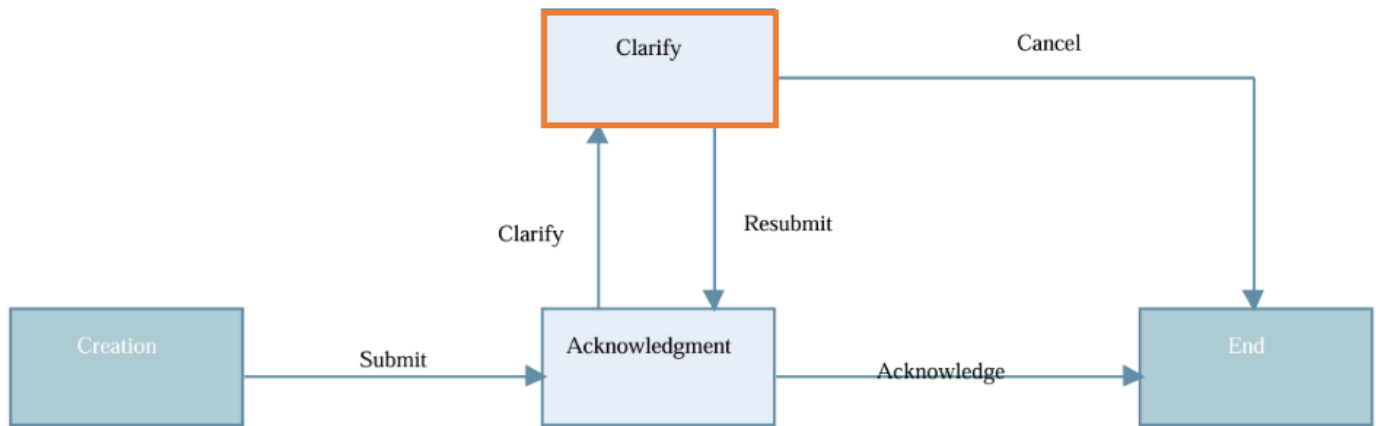 Clarify
Cancel
Clarify
Resubmit
Creation
Submit
Acknowledgment
Acknowledge
End